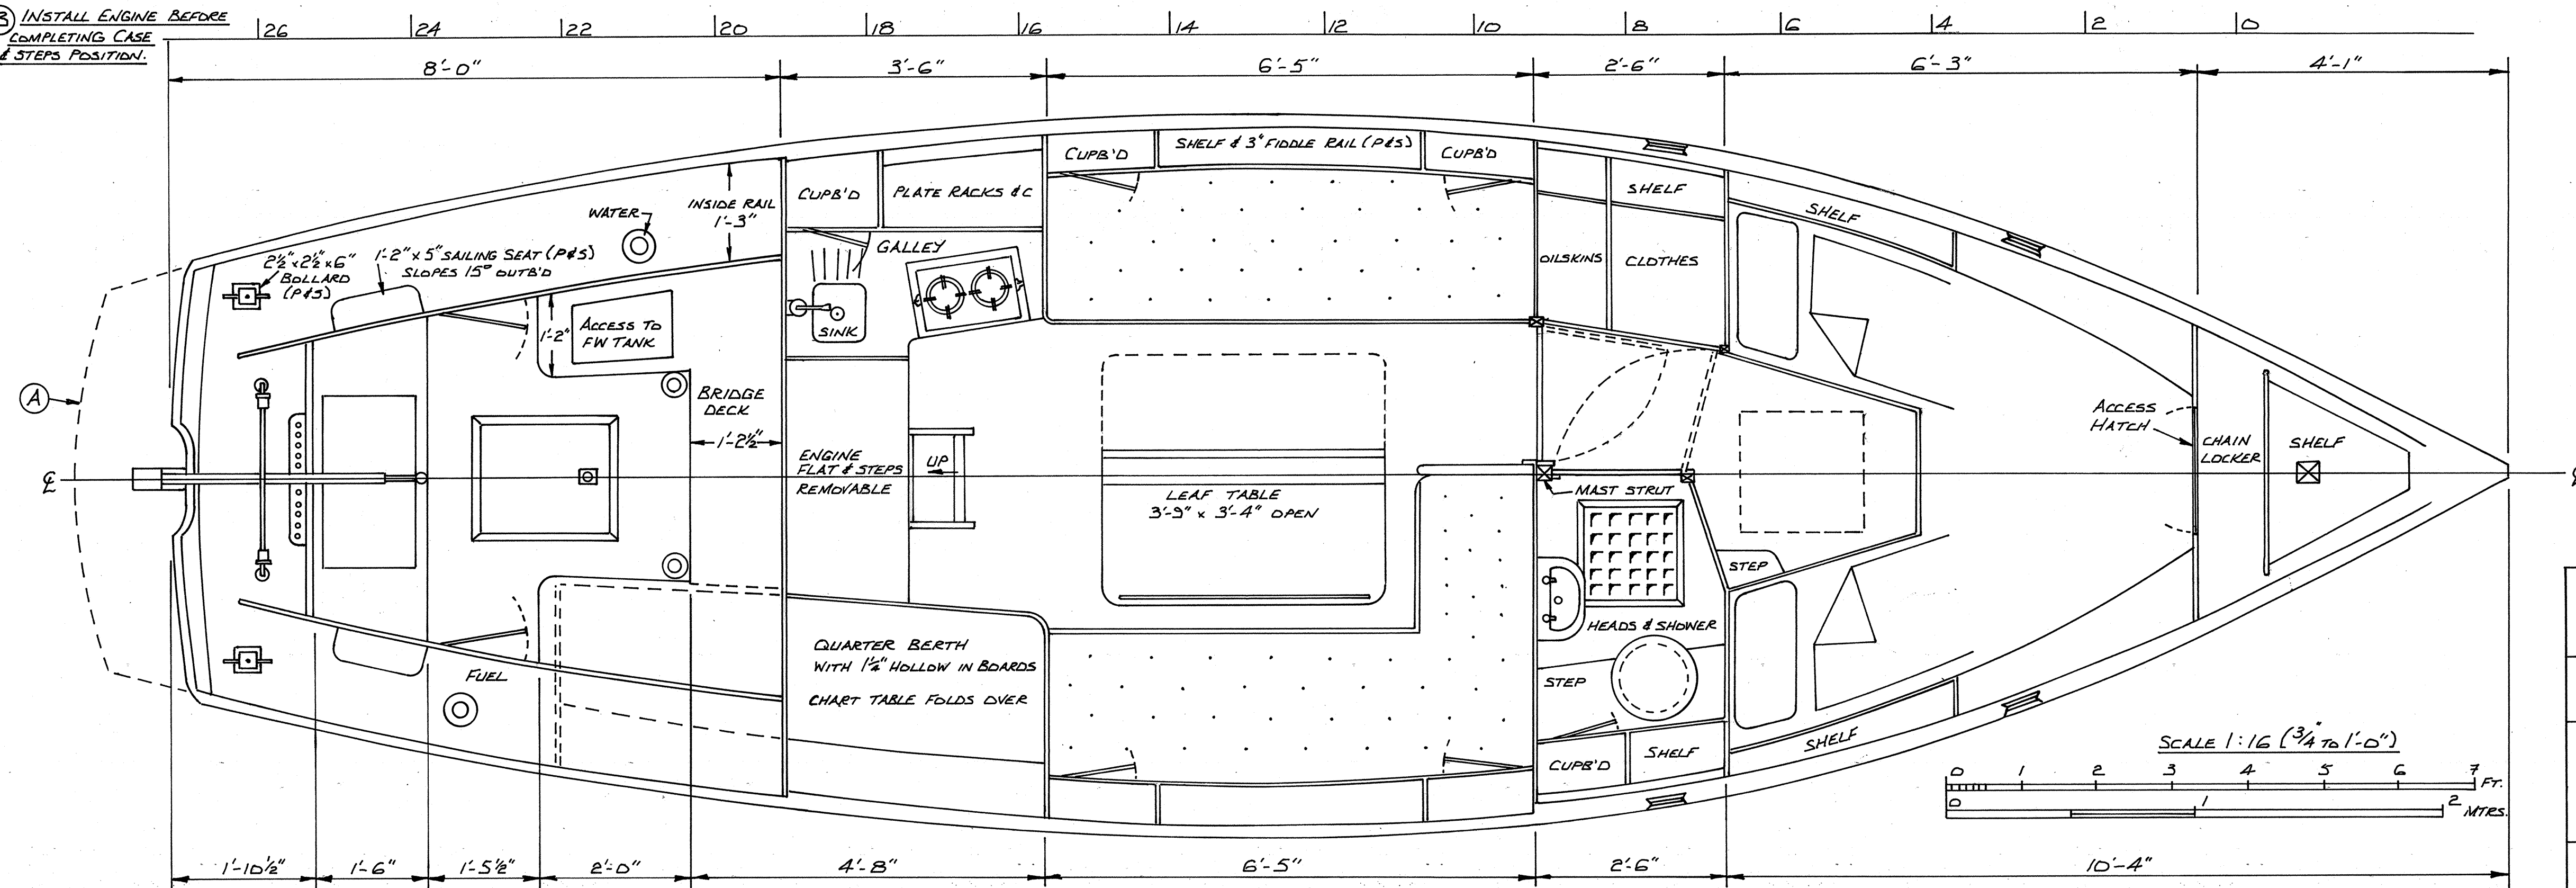 ③ INSTALL ENGINE BEFORE
COMPLETING CASE
& STEPS POSITION.
26 24 22 20 18 16 14 12 10 8 6 4 2 0
8'-0" 3'-6" 6'-5" 2'-6" 6'-3" 4'-1"
CUPB'D
SHELF & 3" FIDDLE RAIL (P&S)
CUPB'D
CUPB'D
PLATE RACKS &C
SHELF
SHELF
WATER
INSIDE RAIL
1'-3"
2½" x 2½" x 6"
BOLLARD
(P&S)
1'-2" x 5" SAILING SEAT (P&S)
SLOPES 15° OUTB'D
GALLEY
SINK
OILSKINS
CLOTHES
1'-2"
ACCESS TO
FW TANK
A
BRIDGE
DECK
1'-2½"
ENGINE
FLAT & STEPS
REMOVABLE
UP
LEAF TABLE
3'-9" x 3'-4" OPEN
MAST STRUT
ACCESS
HATCH
CHAIN
LOCKER
SHELF
℄
STEP
HEADS & SHOWER
QUARTER BERTH
WITH 1¼" HOLLOW IN BOARDS
CHART TABLE FOLDS OVER
FUEL
STEP
CUPB'D
SHELF
SHELF
SCALE 1:16 (3/4" TO 1'-0")
0 1 2 3 4 5 6 7 FT.
0 1 2 MTRS.
1'-10½" 1'-6" 1'-5½" 2'-0" 4'-8" 6'-5" 2'-6" 10'-4"